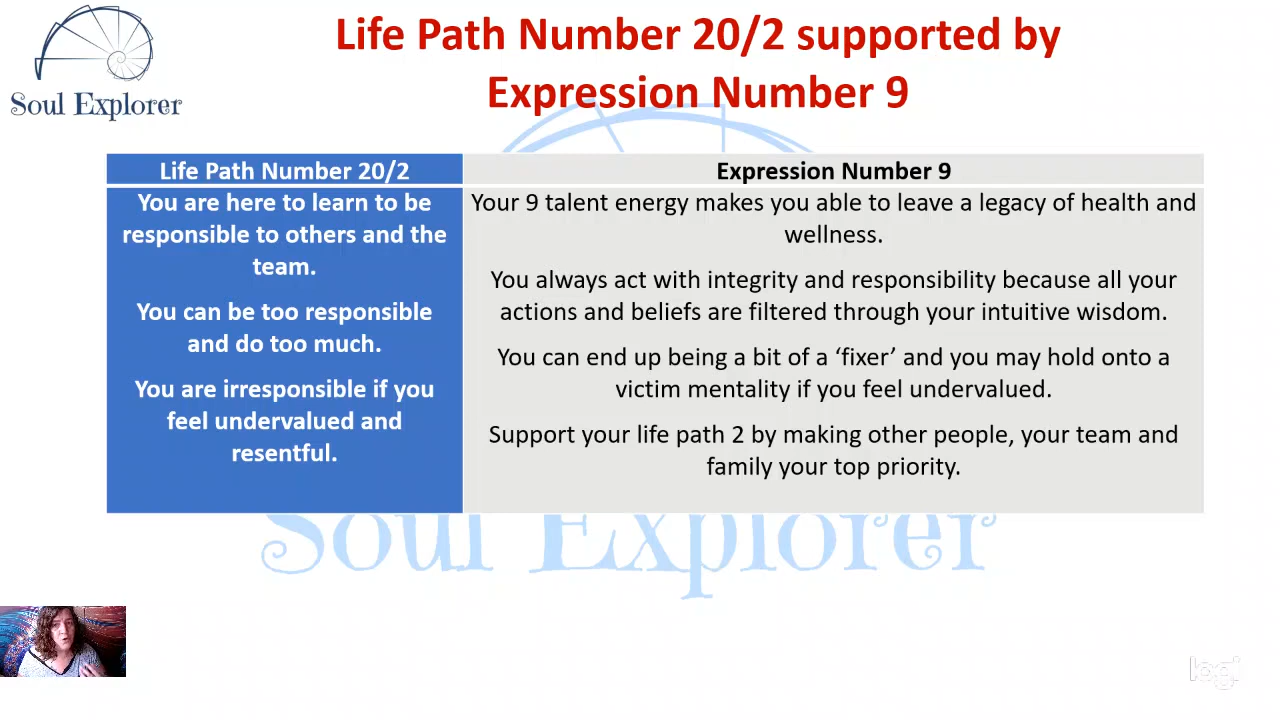 Life Path Number 20/2 supported by
Expression Number 9
Soul Explorer
Life Path Number 20/2
You are here to learn to be
responsible to others and the
team.
You can be too responsible
and do too much.
You are irresponsible if you
feel undervalued and
resentful.
Expression Number 9
Your 9 talent energy makes you able to leave a legacy of health and
wellness.
You always act with integrity and responsibility because all your
actions and beliefs are filtered through your intuitive wisdom.
You can end up being a bit of a ‘fixer’ and you may hold onto a
victim mentality if you feel undervalued.
Support your life path 2 by making other people, your team and
family your top priority.
Soul Explorer